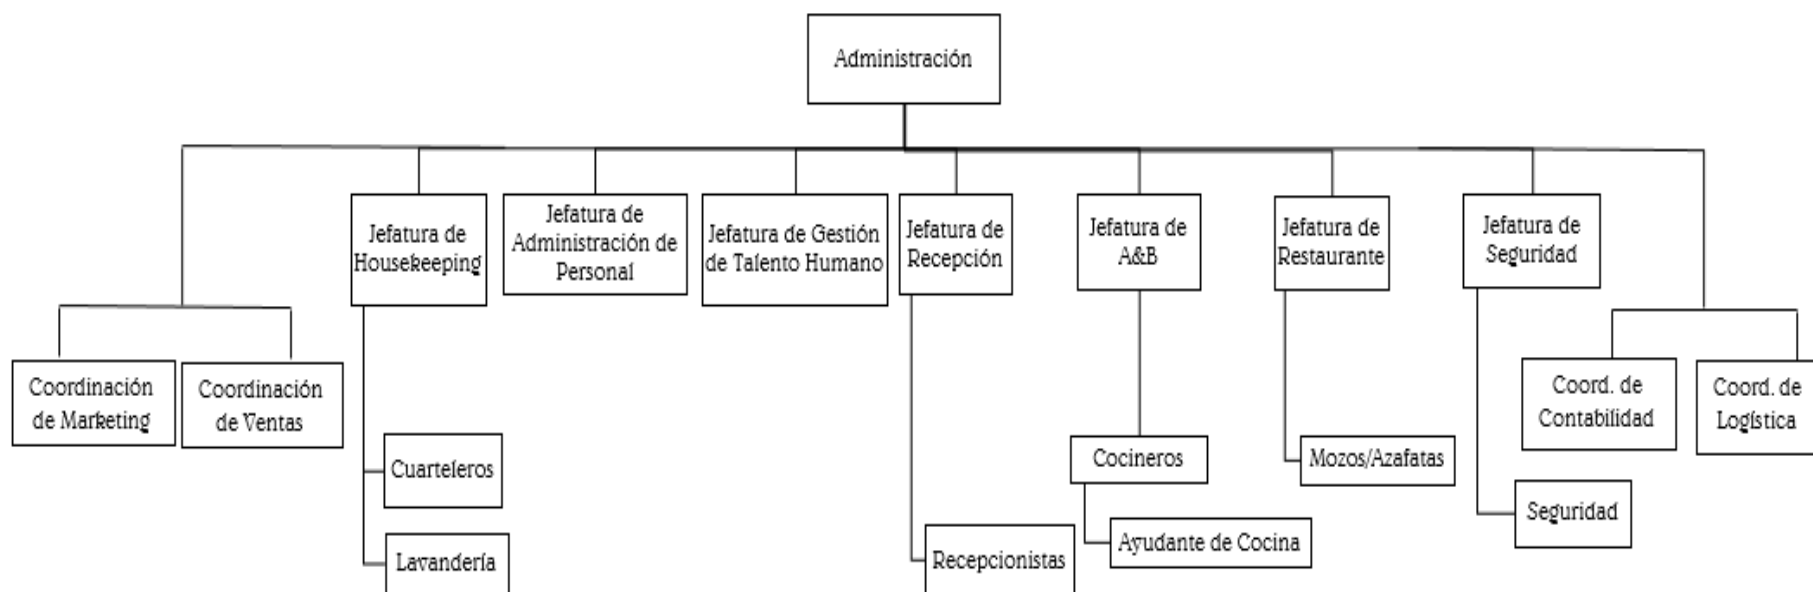 Administración
Jefatura de
Housekeeping
Jefatura de
Administración de
Personal
Jefatura de Gestión
de Talento Humano
Jefatura de
Recepción
Jefatura de
A&B
Jefatura de
Restaurante
Jefatura de
Seguridad
Coordinación
de Marketing
Coordinación
de Ventas
Coord. de
Contabilidad
Coord. de
Logística
Cuarteleros
Cocineros
Mozos/Azafatas
Seguridad
Ayudante de Cocina
Lavandería
Recepcionistas